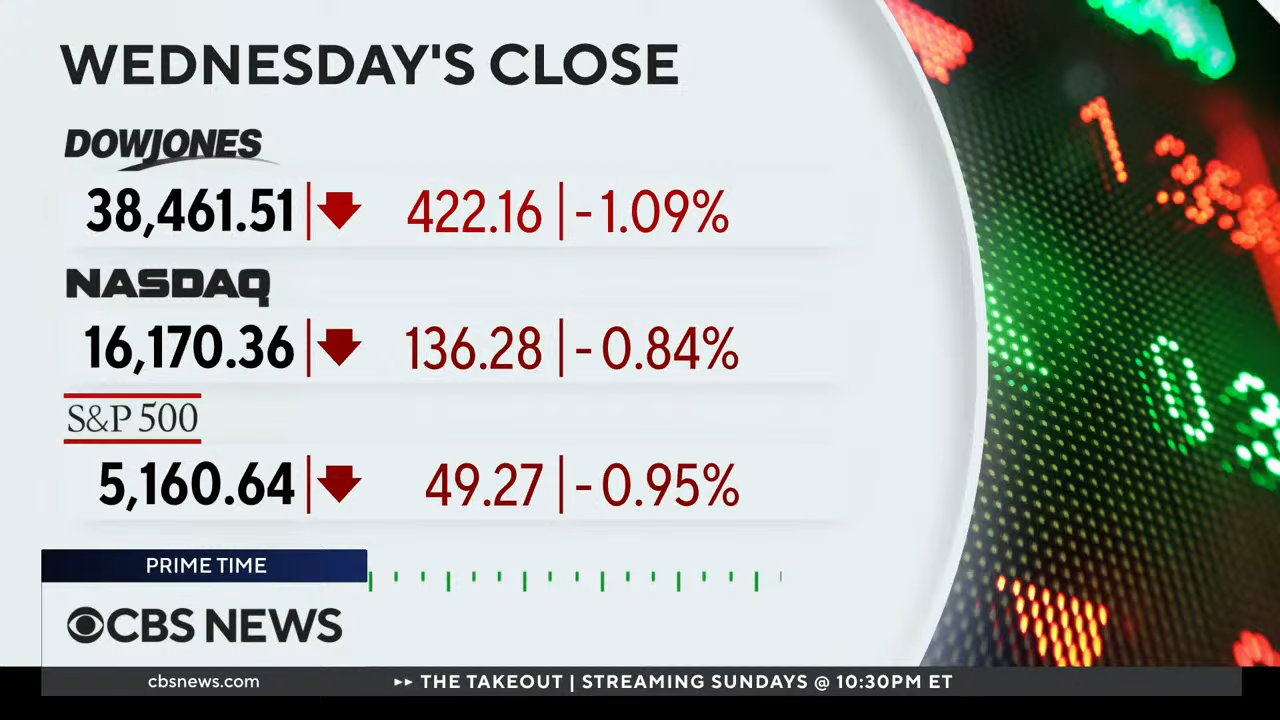 WEDNESDAY'S CLOSE
DOWJONES
38,461.51 422.16 -1.09%
NASDAQ
16,170.36 136.28 -0.84%
S&P 500
5,160.64 49.27 -0.95%
PRIME TIME
CBS NEWS
cbsnews.com THE TAKEOUT | STREAMING SUNDAYS @ 10:30PM ET